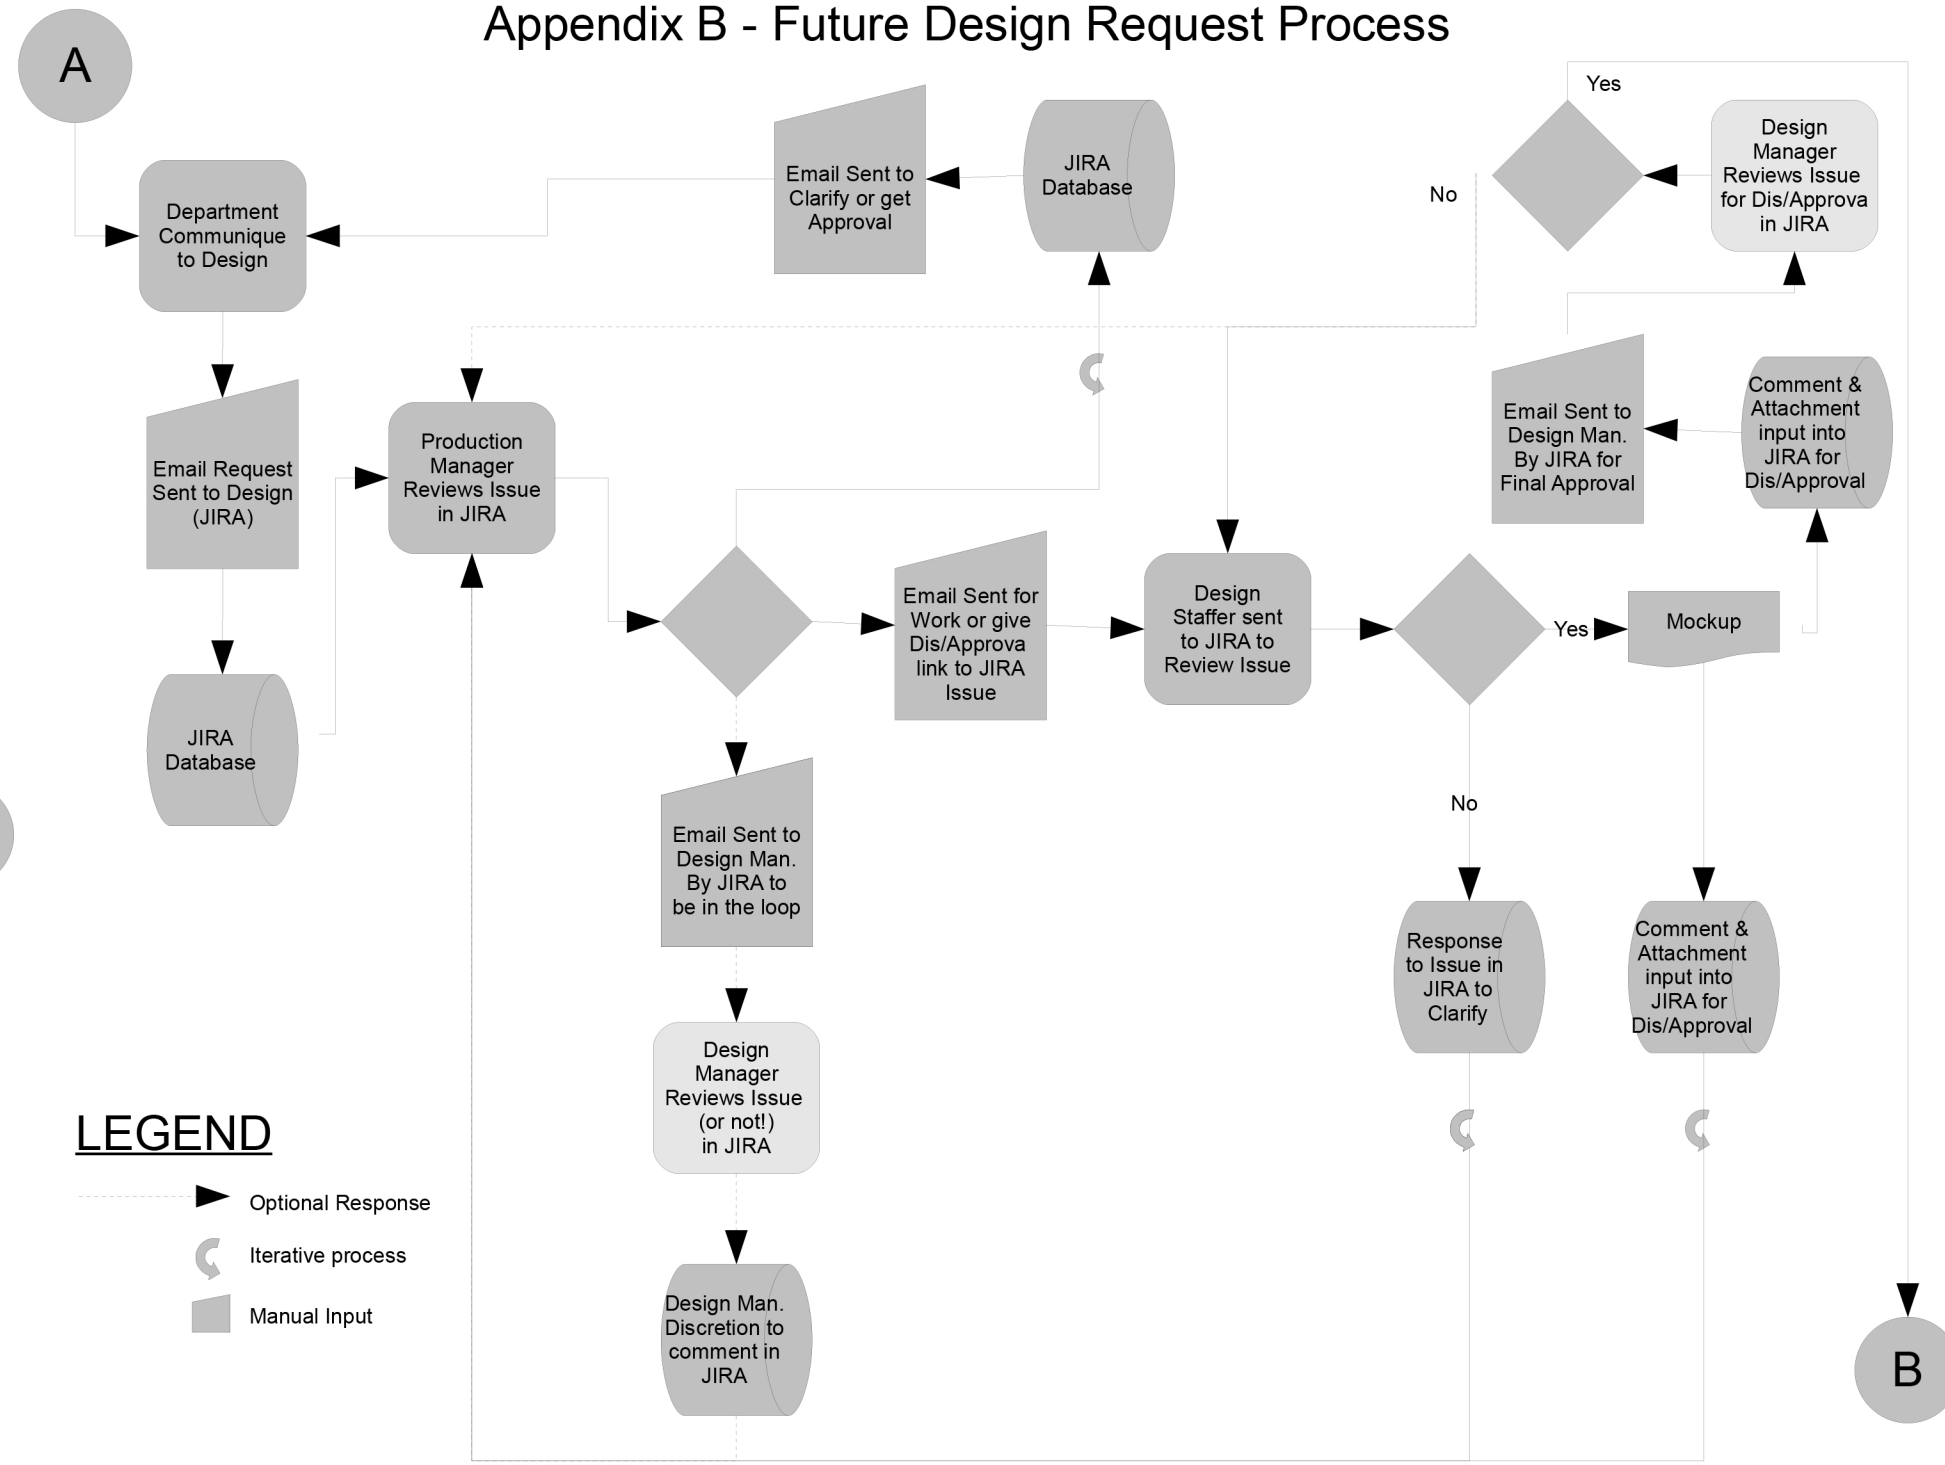 Appendix B - Future Design Request Process
A
Department
Communique
to Design
Email Sent to
Clarify or get
Approval
JIRA
Database
No
Yes
Design
Manager
Reviews Issue
for Dis/Approva
in JIRA
Email Request
Sent to Design
(JIRA)
Production
Manager
Reviews Issue
in JIRA
Email Sent to
Design Man.
By JIRA for
Final Approval
Comment &
Attachment
input into
JIRA for
Dis/Approval
JIRA
Database
Email Sent for
Work or give
Dis/Approva
link to JIRA
Issue
Design
Staffer sent
to JIRA to
Review Issue
Yes
Mockup
No
Email Sent to
Design Man.
By JIRA to
be in the loop
Response
to Issue in
JIRA to
Clarify
Comment &
Attachment
input into
JIRA for
Dis/Approval
Design
Manager
Reviews Issue
(or not!)
in JIRA
Design Man.
Discretion to
comment in
JIRA
LEGEND
Optional Response
Iterative process
Manual Input
B